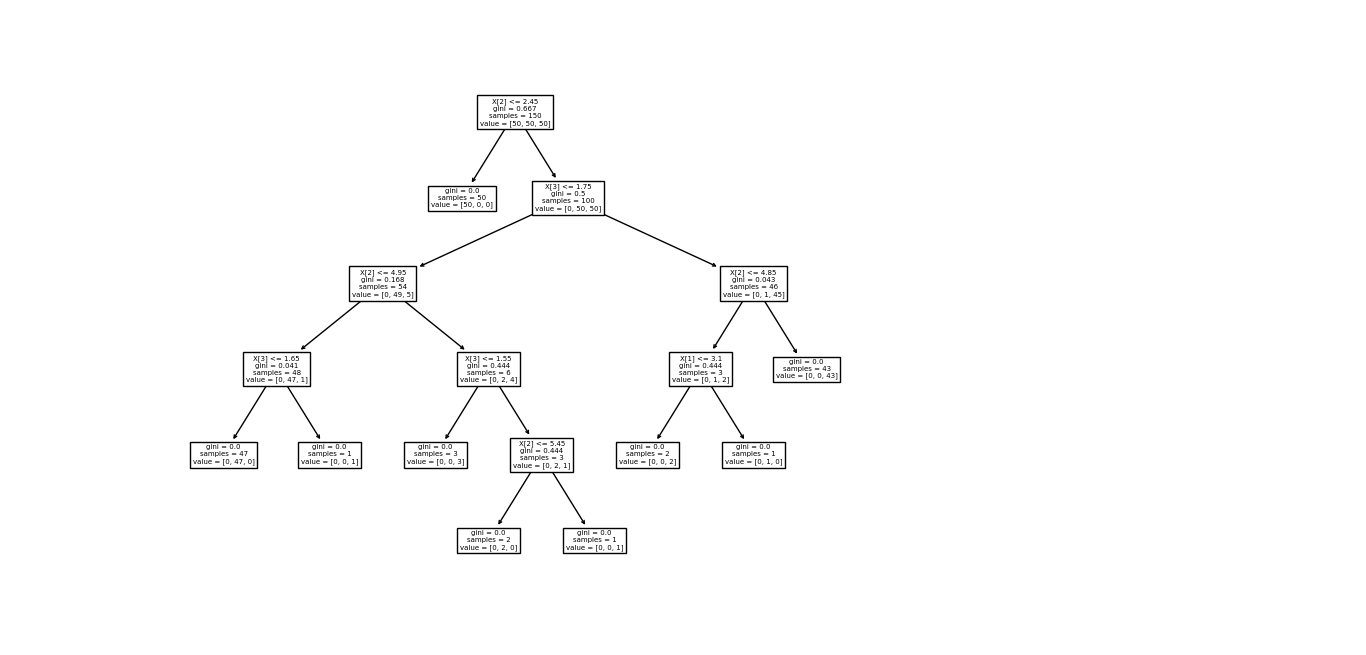 X[2] <= 2.45
gini = 0.667
samples = 150
value = [50, 50, 50]
gini = 0.0
samples = 50
value = [50, 0, 0]
X[3] <= 1.75
gini = 0.5
samples = 100
value = [0, 50, 50]
X[2] <= 4.95
gini = 0.168
samples = 54
value = [0, 49, 5]
X[2] <= 4.85
gini = 0.043
samples = 46
value = [0, 1, 45]
X[3] <= 1.65
gini = 0.041
samples = 48
value = [0, 47, 1]
X[3] <= 1.55
gini = 0.444
samples = 6
value = [0, 2, 4]
X[1] <= 3.1
gini = 0.444
samples = 3
value = [0, 1, 2]
gini = 0.0
samples = 43
value = [0, 0, 43]
gini = 0.0
samples = 47
value = [0, 47, 0]
gini = 0.0
samples = 1
value = [0, 0, 1]
gini = 0.0
samples = 3
value = [0, 0, 3]
X[2] <= 5.45
gini = 0.444
samples = 3
value = [0, 2, 1]
gini = 0.0
samples = 2
value = [0, 0, 2]
gini = 0.0
samples = 1
value = [0, 1, 0]
gini = 0.0
samples = 2
value = [0, 2, 0]
gini = 0.0
samples = 1
value = [0, 0, 1]